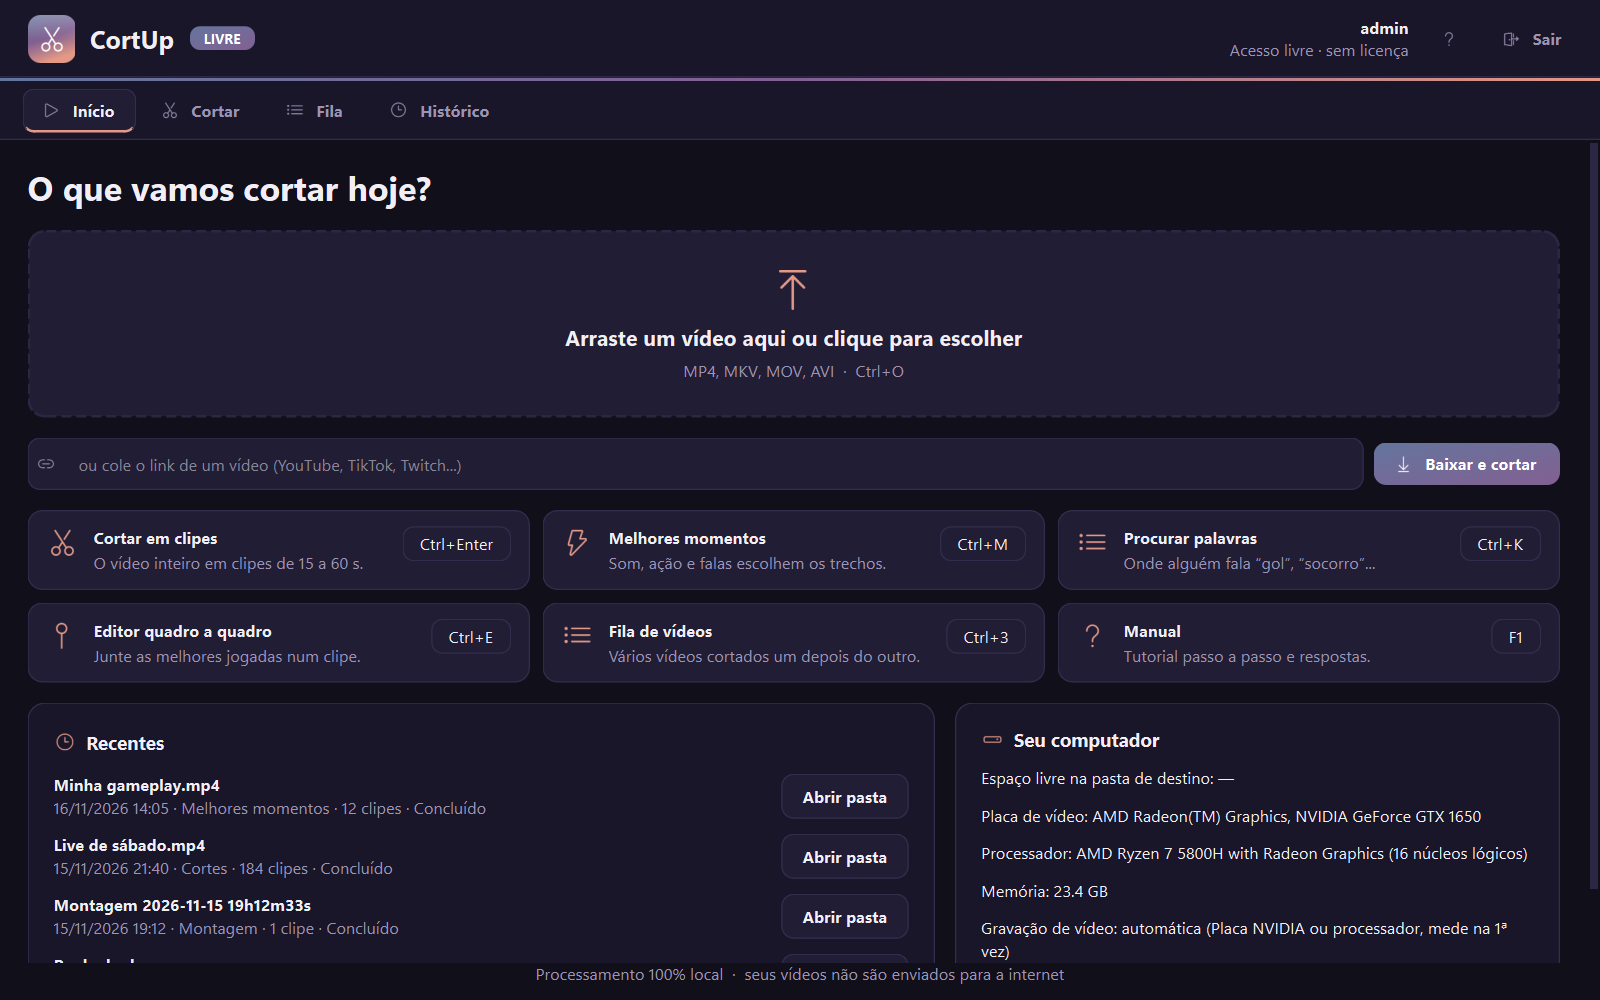 CortUp
LIVRE
admin
Acesso livre · sem licença
?
Sair
Início
Cortar
Fila
Histórico
O que vamos cortar hoje?
Arraste um vídeo aqui ou clique para escolher
MP4, MKV, MOV, AVI · Ctrl+O
ou cole o link de um vídeo (YouTube, TikTok, Twitch...)
Baixar e cortar
Cortar em clipes
O vídeo inteiro em clipes de 15 a 60 s.
Ctrl+Enter
Melhores momentos
Som, ação e falas escolhem os trechos.
Ctrl+M
Procurar palavras
Onde alguém fala “gol”, “socorro”...
Ctrl+K
Editor quadro a quadro
Junte as melhores jogadas num clipe.
Ctrl+E
Fila de vídeos
Vários vídeos cortados um depois do outro.
Ctrl+3
?
Manual
Tutorial passo a passo e respostas.
F1
Recentes
Minha gameplay.mp4
16/11/2026 14:05 · Melhores momentos · 12 clipes · Concluído
Abrir pasta
Live de sábado.mp4
15/11/2026 21:40 · Cortes · 184 clipes · Concluído
Abrir pasta
Montagem 2026-11-15 19h12m33s
15/11/2026 19:12 · Montagem · 1 clipe · Concluído
Abrir pasta
Seu computador
Espaço livre na pasta de destino: —
Placa de vídeo: AMD Radeon(TM) Graphics, NVIDIA GeForce GTX 1650
Processador: AMD Ryzen 7 5800H with Radeon Graphics (16 núcleos lógicos)
Memória: 23.4 GB
Gravação de vídeo: automática (Placa NVIDIA ou processador, mede na 1ª
vez)
Processamento 100% local · seus vídeos não são enviados para a internet